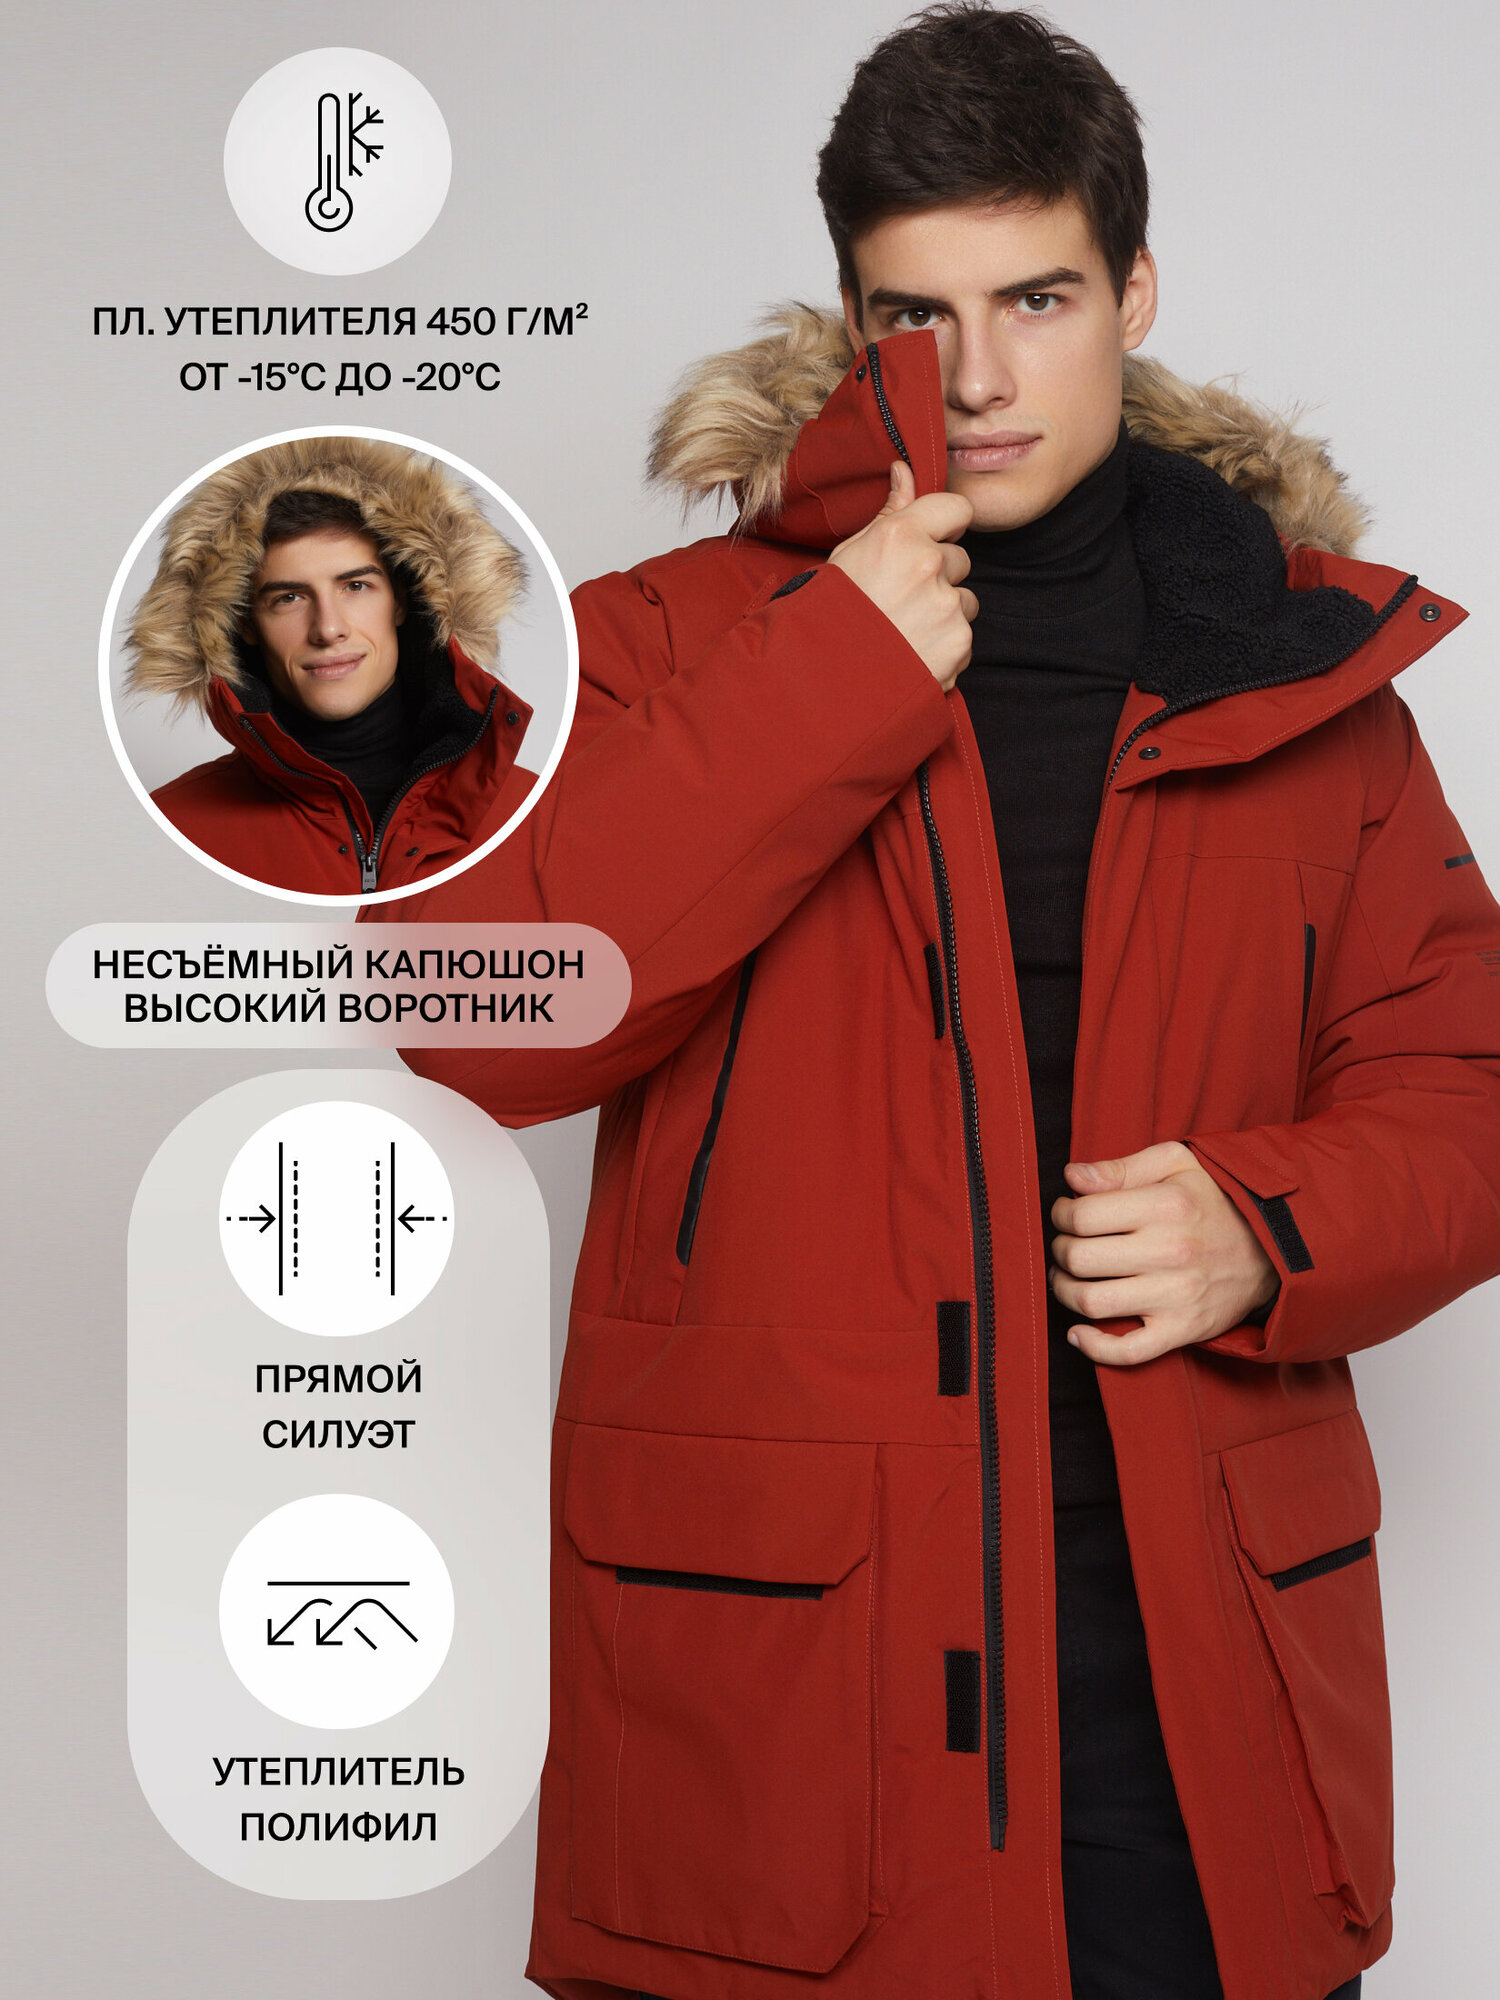 ПЛ. УТЕПЛИТЕЛЯ 450 Г/М²
ОТ -15°С ДО -20°С
НЕСЪЁМНЫЙ КАПЮШОН
ВЫСОКИЙ ВОРОТНИК
ПРЯМОЙ
СИЛУЭТ
УТЕПЛИТЕЛЬ
ПОЛИФИЛ